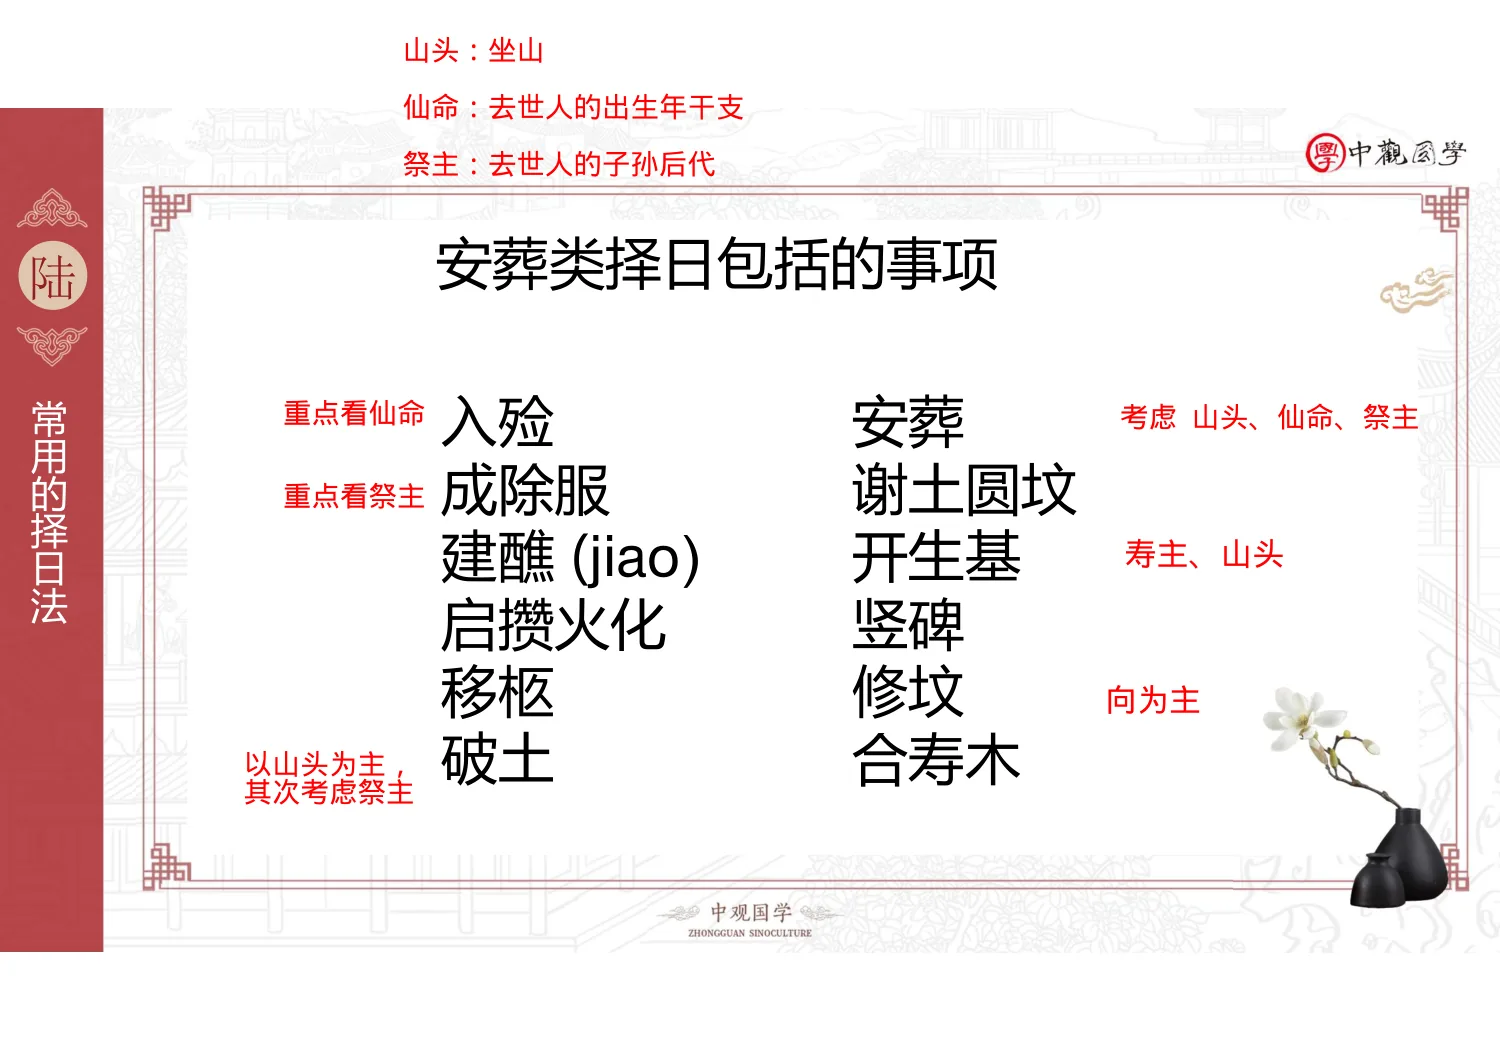 山头：坐山
仙命：去世人的出生年干支
祭主：去世人的子孙后代
中觀国学
陆
常用的择日法
安葬类择日包括的事项
重点看仙命
入殓
重点看祭主
成除服
建醮 (jiao)
启攒火化
移柩
以山头为主，
其次考虑祭主
破土
安葬
考虑 山头、仙命、祭主
谢土圆坟
开生基
寿主、山头
竖碑
修坟
向为主
合寿木
中观国学
ZHONGGUAN SINOCULTURE